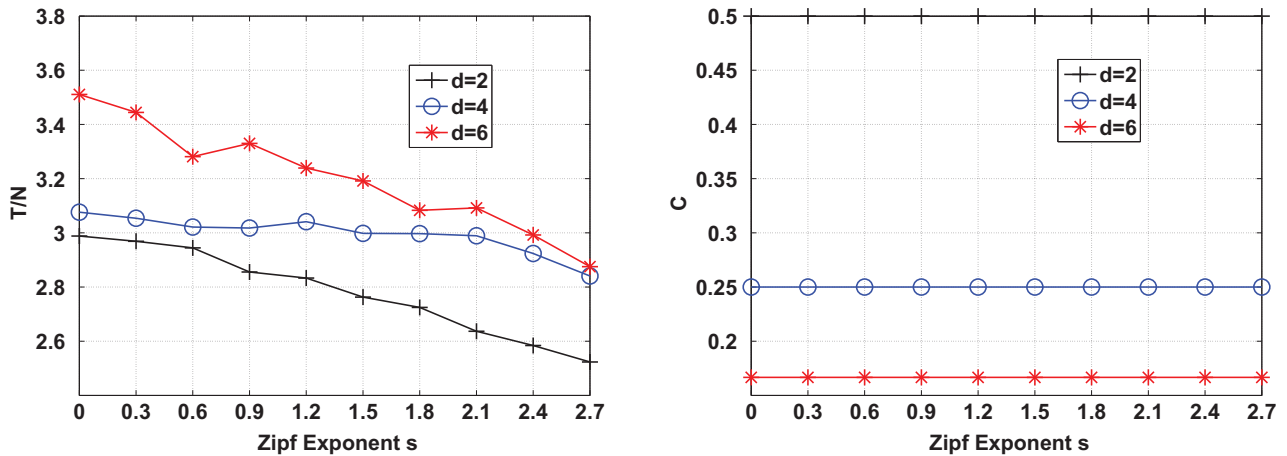 3.8
3.6
3.4
3.2
3
2.8
2.6
T/N
0 0.3 0.6 0.9 1.2 1.5 1.8 2.1 2.4 2.7
Zipf Exponent s
d=2
d=4
d=6
0.5
0.45
0.4
0.35
0.3
0.25
0.2
C
0 0.3 0.6 0.9 1.2 1.5 1.8 2.1 2.4 2.7
Zipf Exponent s
d=2
d=4
d=6